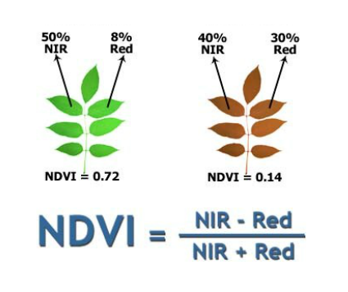 50% NIR
8% Red
40% NIR
30% Red
NDVI = 0.72
NDVI = 0.14
NDVI = NIR - Red
NIR + Red